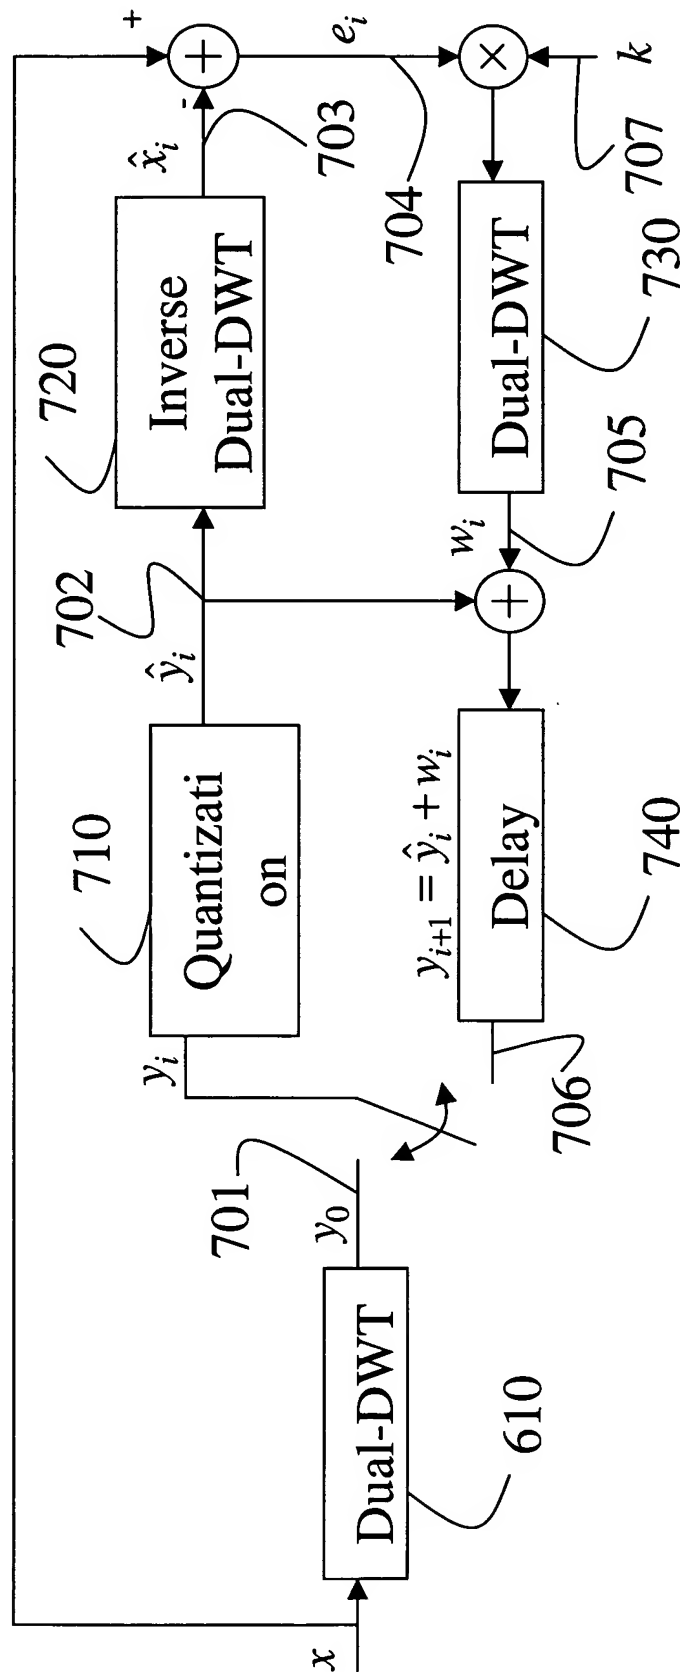 x
Dual-DWT
610
y₀
701
yᵢ
Quantizati
on
710
ŷᵢ
702
Inverse
Dual-DWT
720
x̂ᵢ
703
-
+
+
eᵢ
704
×
k
707
Dual-DWT
730
wᵢ
705
+
yᵢ₊₁ = ŷᵢ + wᵢ
Delay
740
706